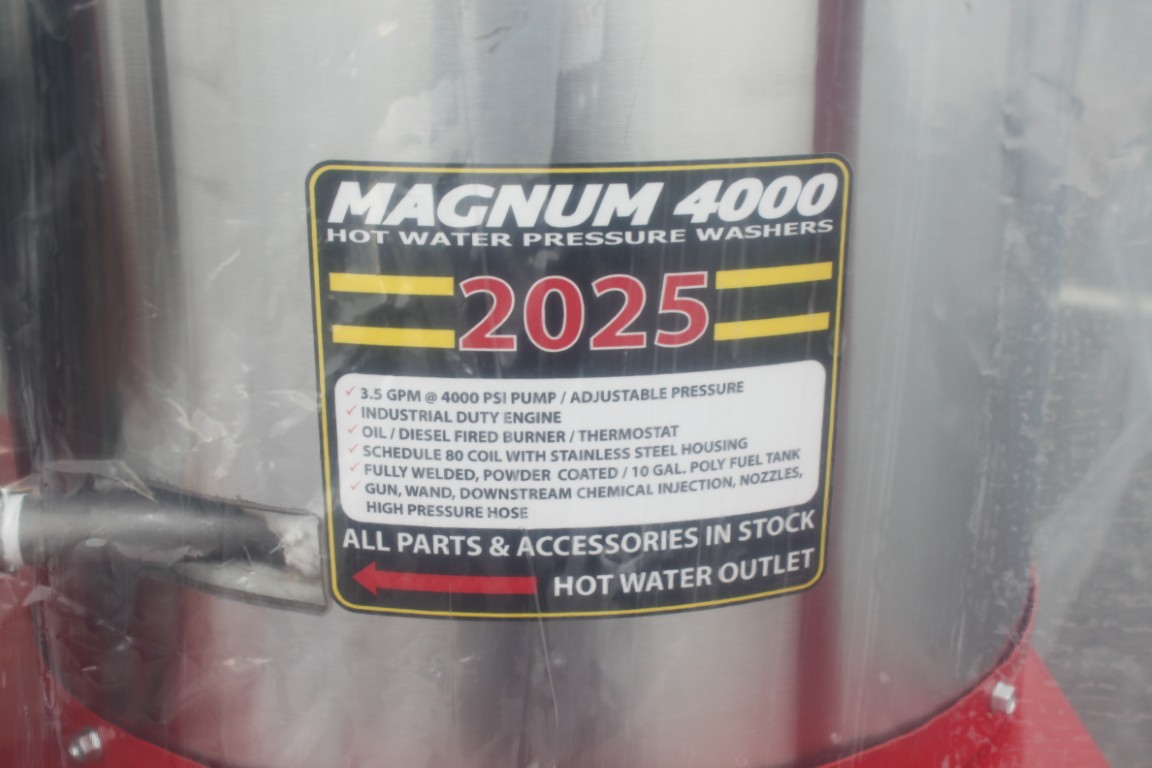 MAGNUM 4000
HOT WATER PRESSURE WASHERS
2025
3.5 GPM @ 4000 PSI PUMP / ADJUSTABLE PRESSURE
INDUSTRIAL DUTY ENGINE
OIL / DIESEL FIRED BURNER / THERMOSTAT
SCHEDULE 80 COIL WITH STAINLESS STEEL HOUSING
FULLY WELDED, POWDER COATED / 10 GAL. POLY FUEL TANK
GUN, WAND, DOWNSTREAM CHEMICAL INJECTION, NOZZLES,
HIGH PRESSURE HOSE
ALL PARTS & ACCESSORIES IN STOCK
HOT WATER OUTLET